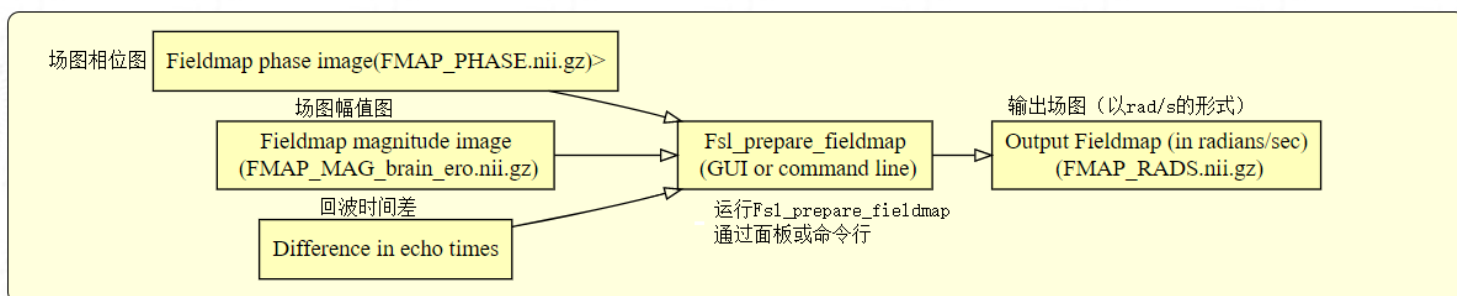 场图相位图
Fieldmap phase image(FMAP_PHASE.nii.gz)>
场图幅值图
Fieldmap magnitude image
(FMAP_MAG_brain_ero.nii.gz)
回波时间差
Difference in echo times
Fsl_prepare_fieldmap
(GUI or command line)
运行Fsl_prepare_fieldmap
通过面板或命令行
输出场图（以rad/s的形式）
Output Fieldmap (in radians/sec)
(FMAP_RADS.nii.gz)